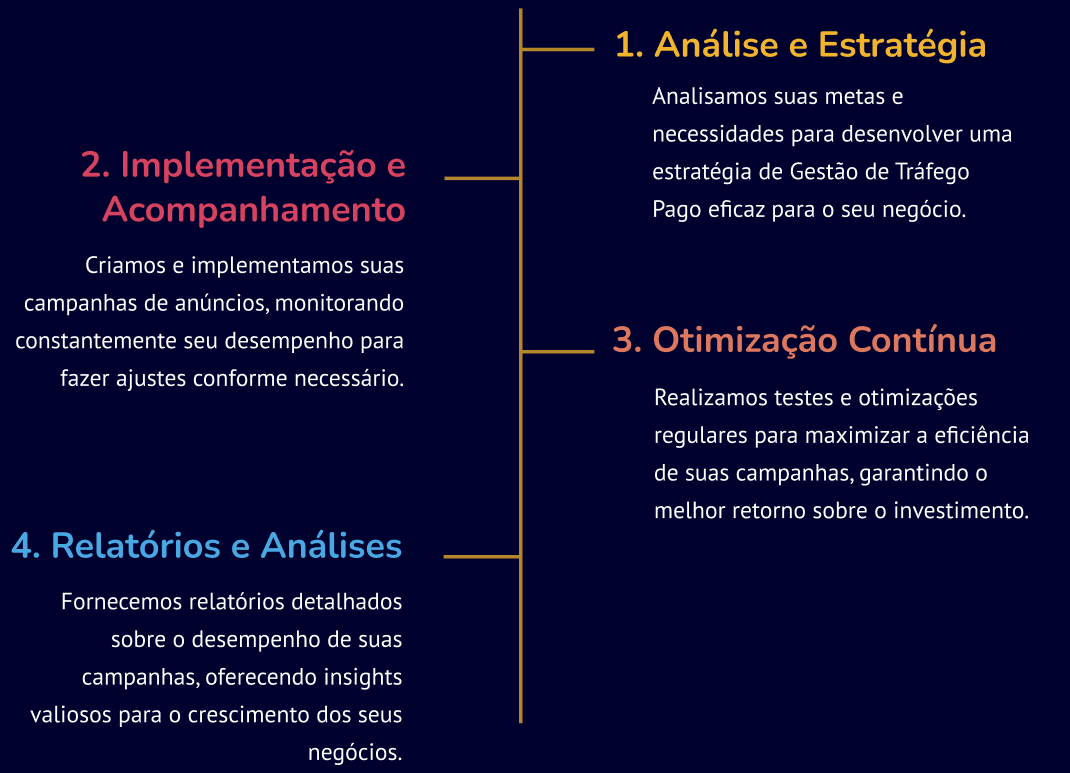 1. Análise e Estratégia
Analisamos suas metas e
necessidades para desenvolver uma
estratégia de Gestão de Tráfego
Pago eficaz para o seu negócio.
2. Implementação e
Acompanhamento
Criamos e implementamos suas
campanhas de anúncios, monitorando
constantemente seu desempenho para
fazer ajustes conforme necessário.
3. Otimização Contínua
Realizamos testes e otimizações
regulares para maximizar a eficiência
de suas campanhas, garantindo o
melhor retorno sobre o investimento.
4. Relatórios e Análises
Fornecemos relatórios detalhados
sobre o desempenho de suas
campanhas, oferecendo insights
valiosos para o crescimento dos seus
negócios.